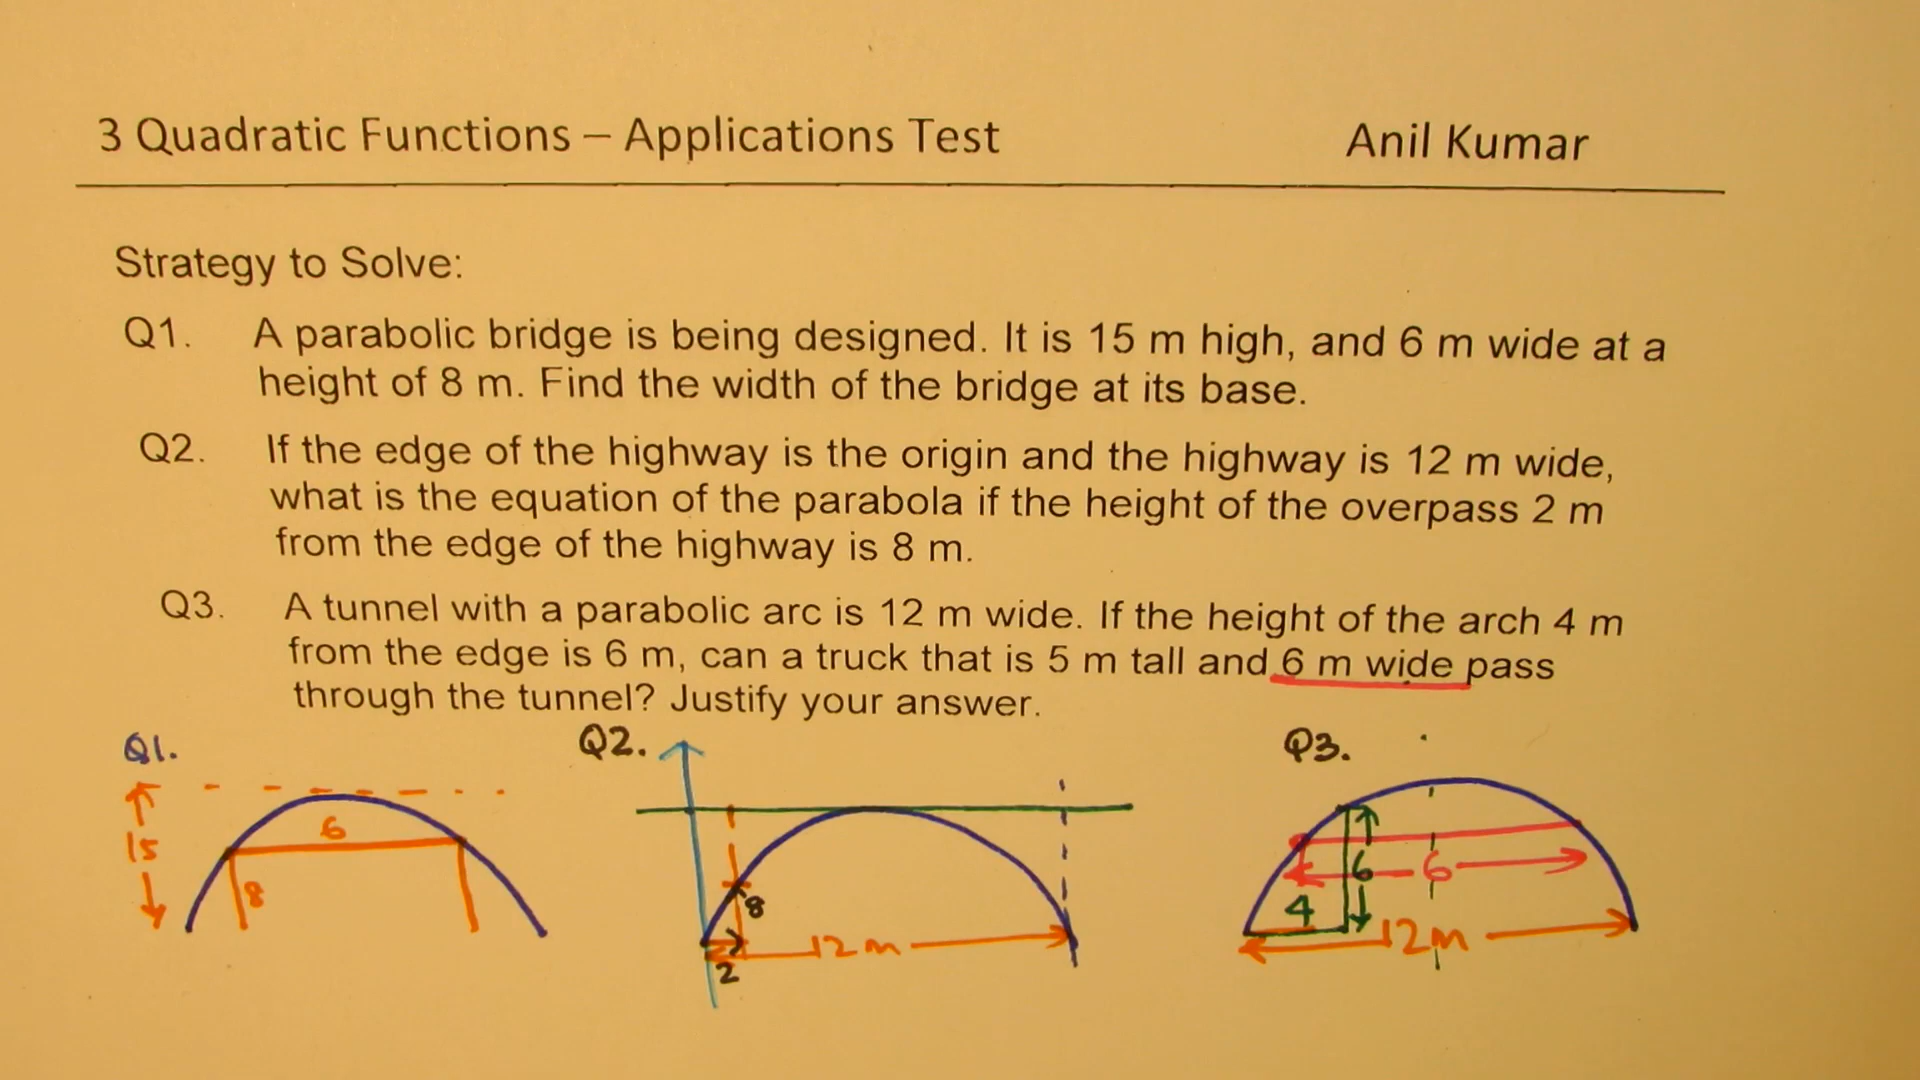 3 Quadratic Functions – Applications Test Anil Kumar
Strategy to Solve:
Q1. A parabolic bridge is being designed. It is 15 m high, and 6 m wide at a
height of 8 m. Find the width of the bridge at its base.
Q2. If the edge of the highway is the origin and the highway is 12 m wide,
what is the equation of the parabola if the height of the overpass 2 m
from the edge of the highway is 8 m.
Q3. A tunnel with a parabolic arc is 12 m wide. If the height of the arch 4 m
from the edge is 6 m, can a truck that is 5 m tall and 6 m wide pass
through the tunnel? Justify your answer.
Q1.
15
6
8
Q2.
8
12 m
2
Q3.
6
6
4
12m